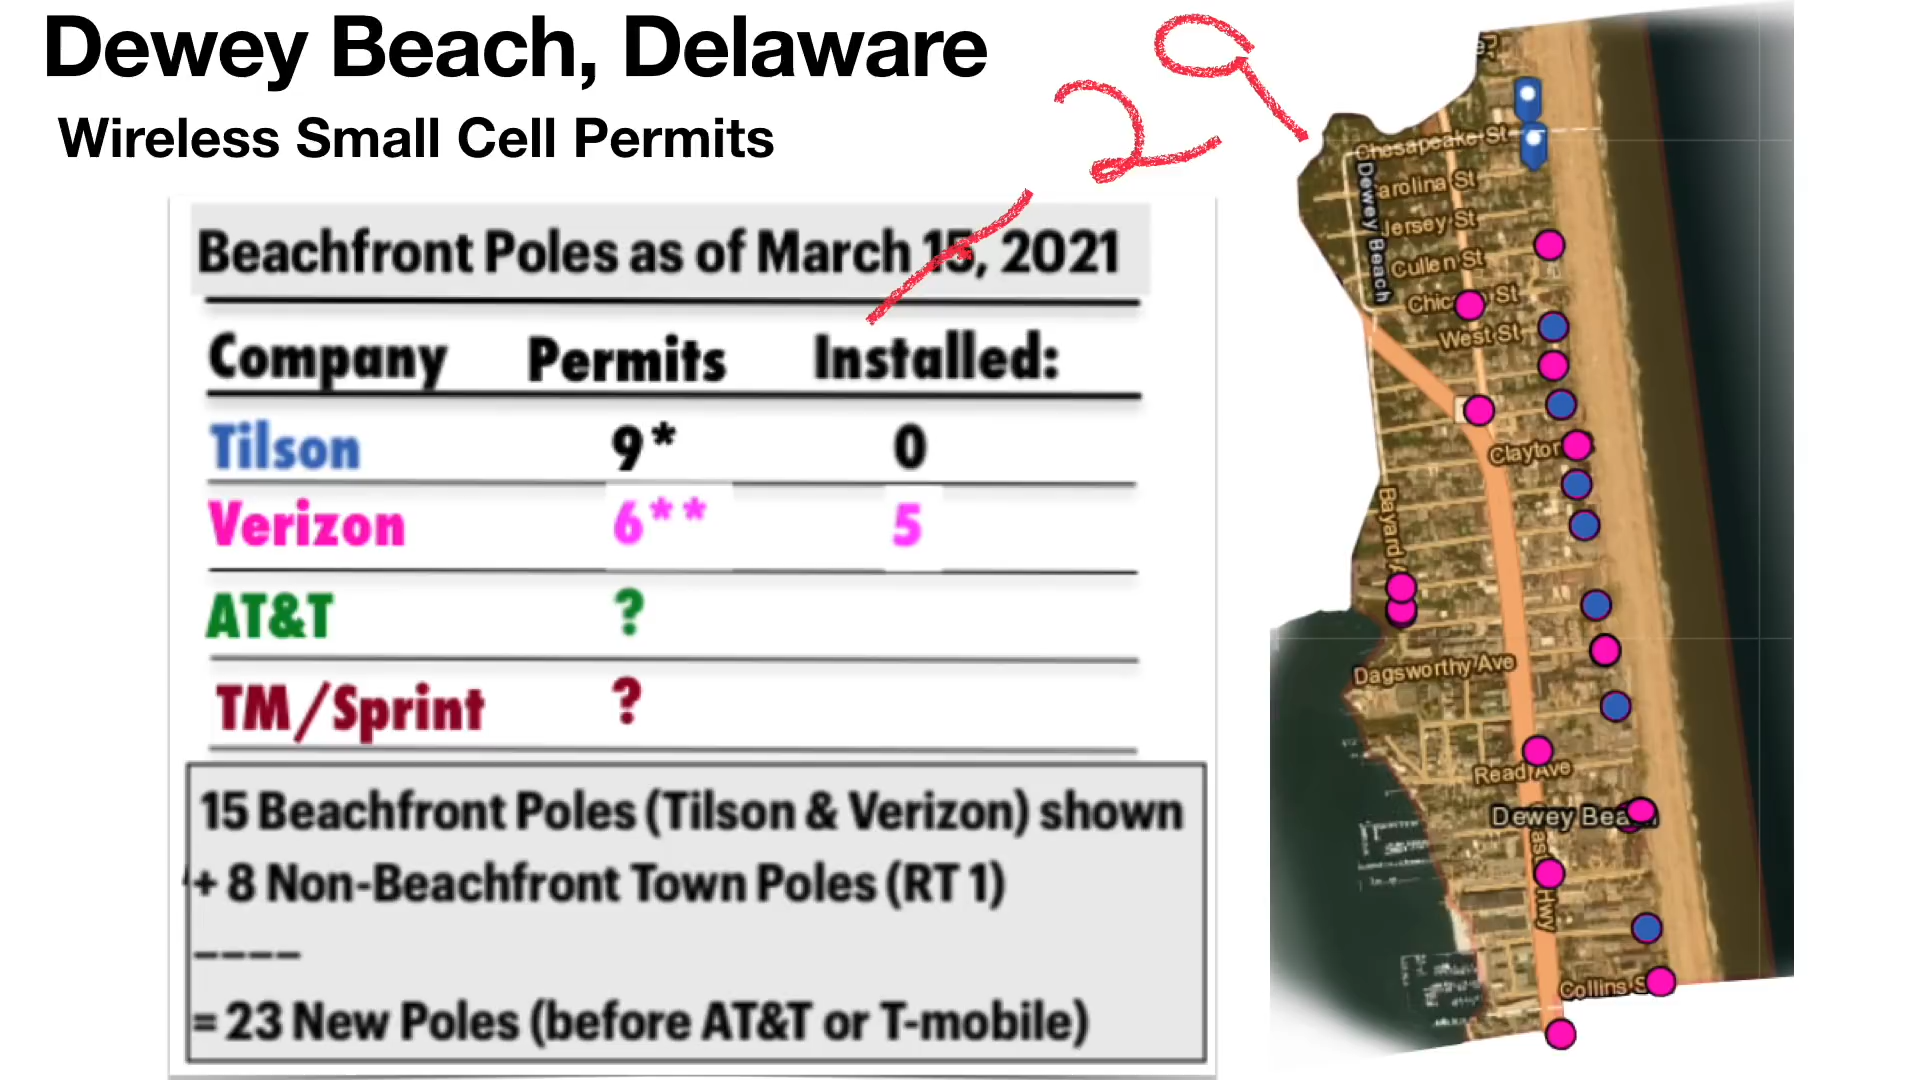 Dewey Beach, Delaware
Wireless Small Cell Permits
29
Beachfront Poles as of March 15, 2021
Company Permits Installed:
Tilson 9* 0
Verizon 6** 5
AT&T ?
TM/Sprint ?
15 Beachfront Poles (Tilson & Verizon) shown
+ 8 Non-Beachfront Town Poles (RT 1)
----
= 23 New Poles (before AT&T or T-mobile)
Chesapeake St
Carolina St
Dewey Beach
Jersey St
Cullen St
St
West St
Clayton
Bayard
Dagsworthy Ave
Read Ave
Dewey
Hwy
Collins